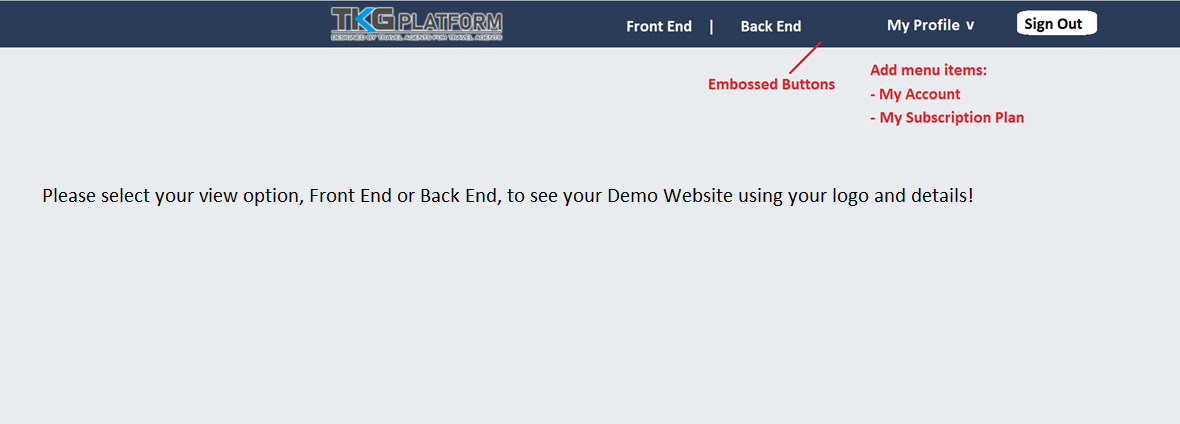 TKG PLATFORM
DESIGNED BY TRAVEL AGENTS FOR TRAVEL AGENTS
Front End | Back End
My Profile v
Sign Out
Embossed Buttons
Add menu items:
- My Account
- My Subscription Plan
Please select your view option, Front End or Back End, to see your Demo Website using your logo and details!